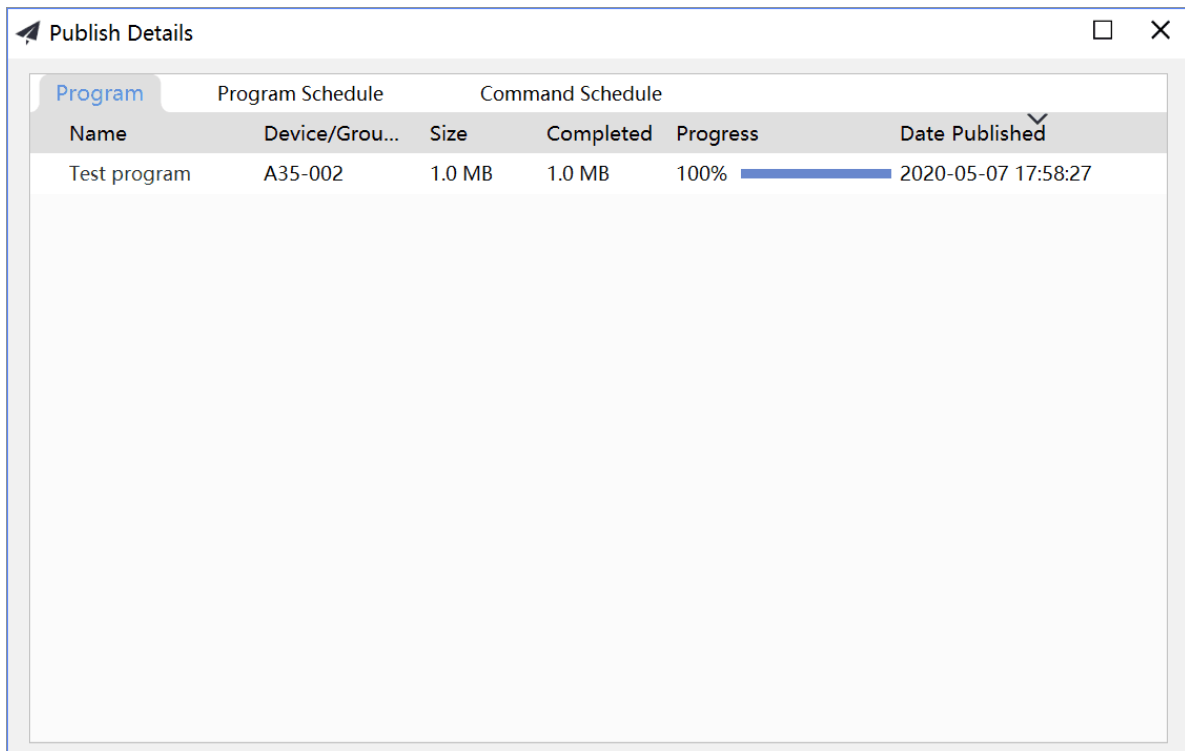 Publish Details
Program Program Schedule Command Schedule
Name Device/Grou... Size Completed Progress Date Published
Test program A35-002 1.0 MB 1.0 MB 100% 2020-05-07 17:58:27